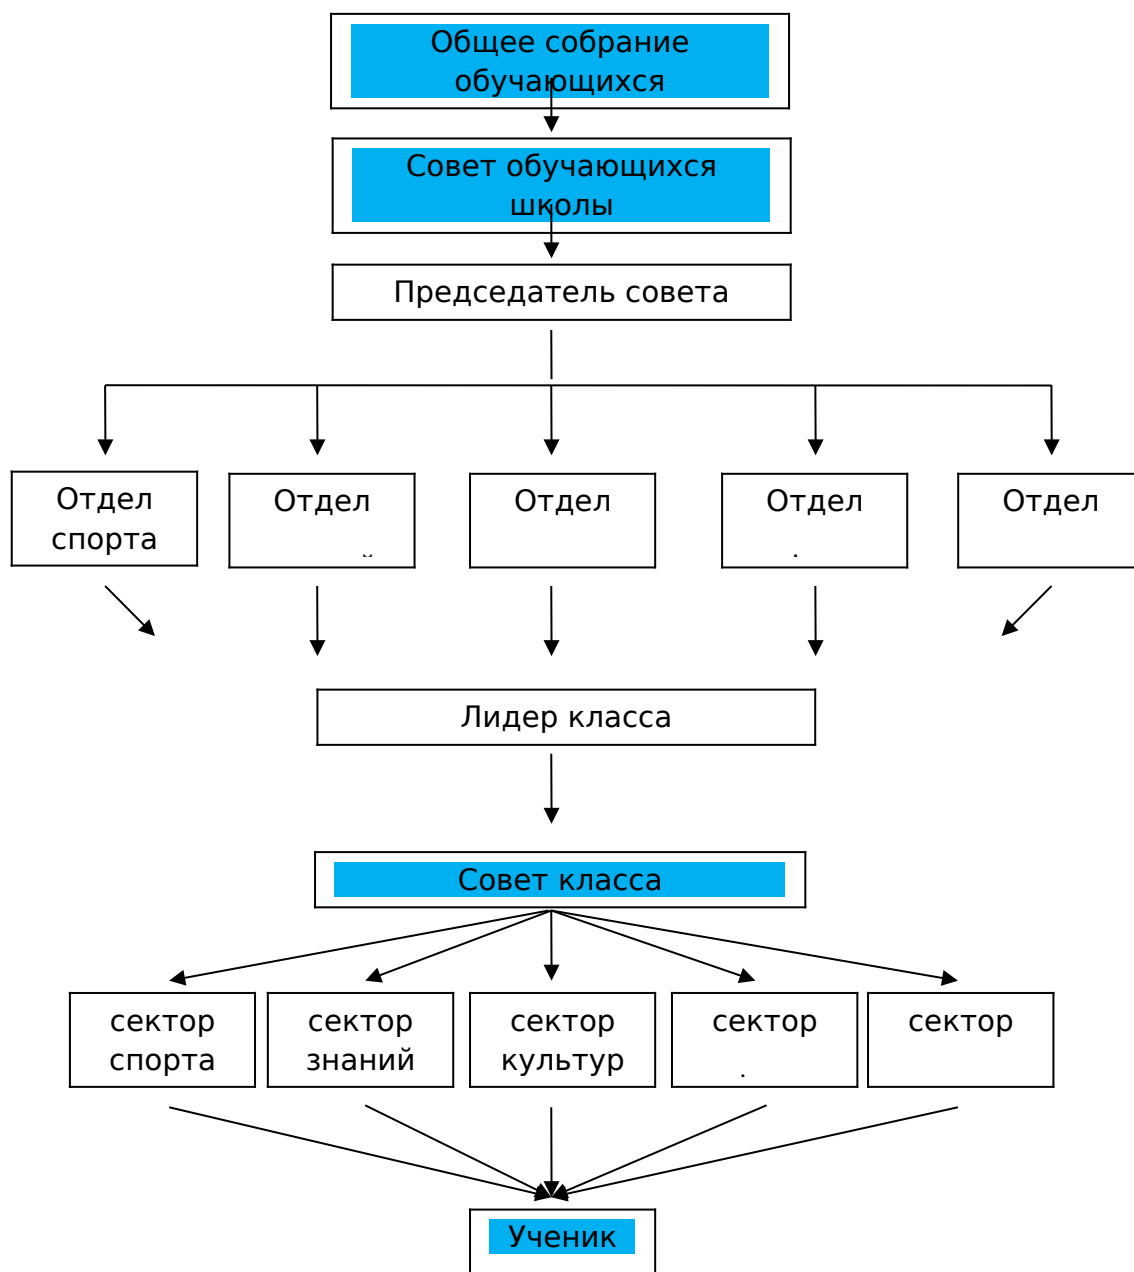 Общее собрание
обучающихся
Совет обучающихся
школы
Председатель совета
Отдел
спорта
Отдел
Отдел
Отдел
Отдел
Лидер класса
Совет класса
сектор
спорта
сектор
знаний
сектор
культур
сектор
сектор
Ученик